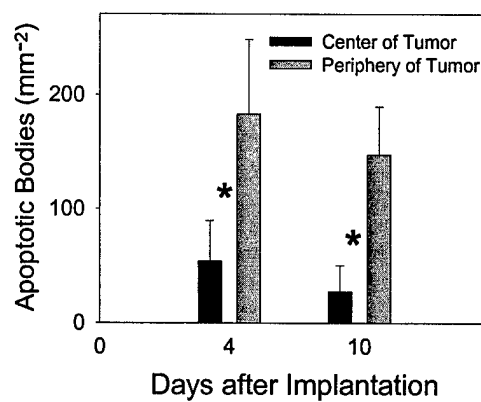 Center of Tumor
Periphery of Tumor
Apoptotic Bodies (mm⁻²)
200
100
0
* *
0 4 10
Days after Implantation